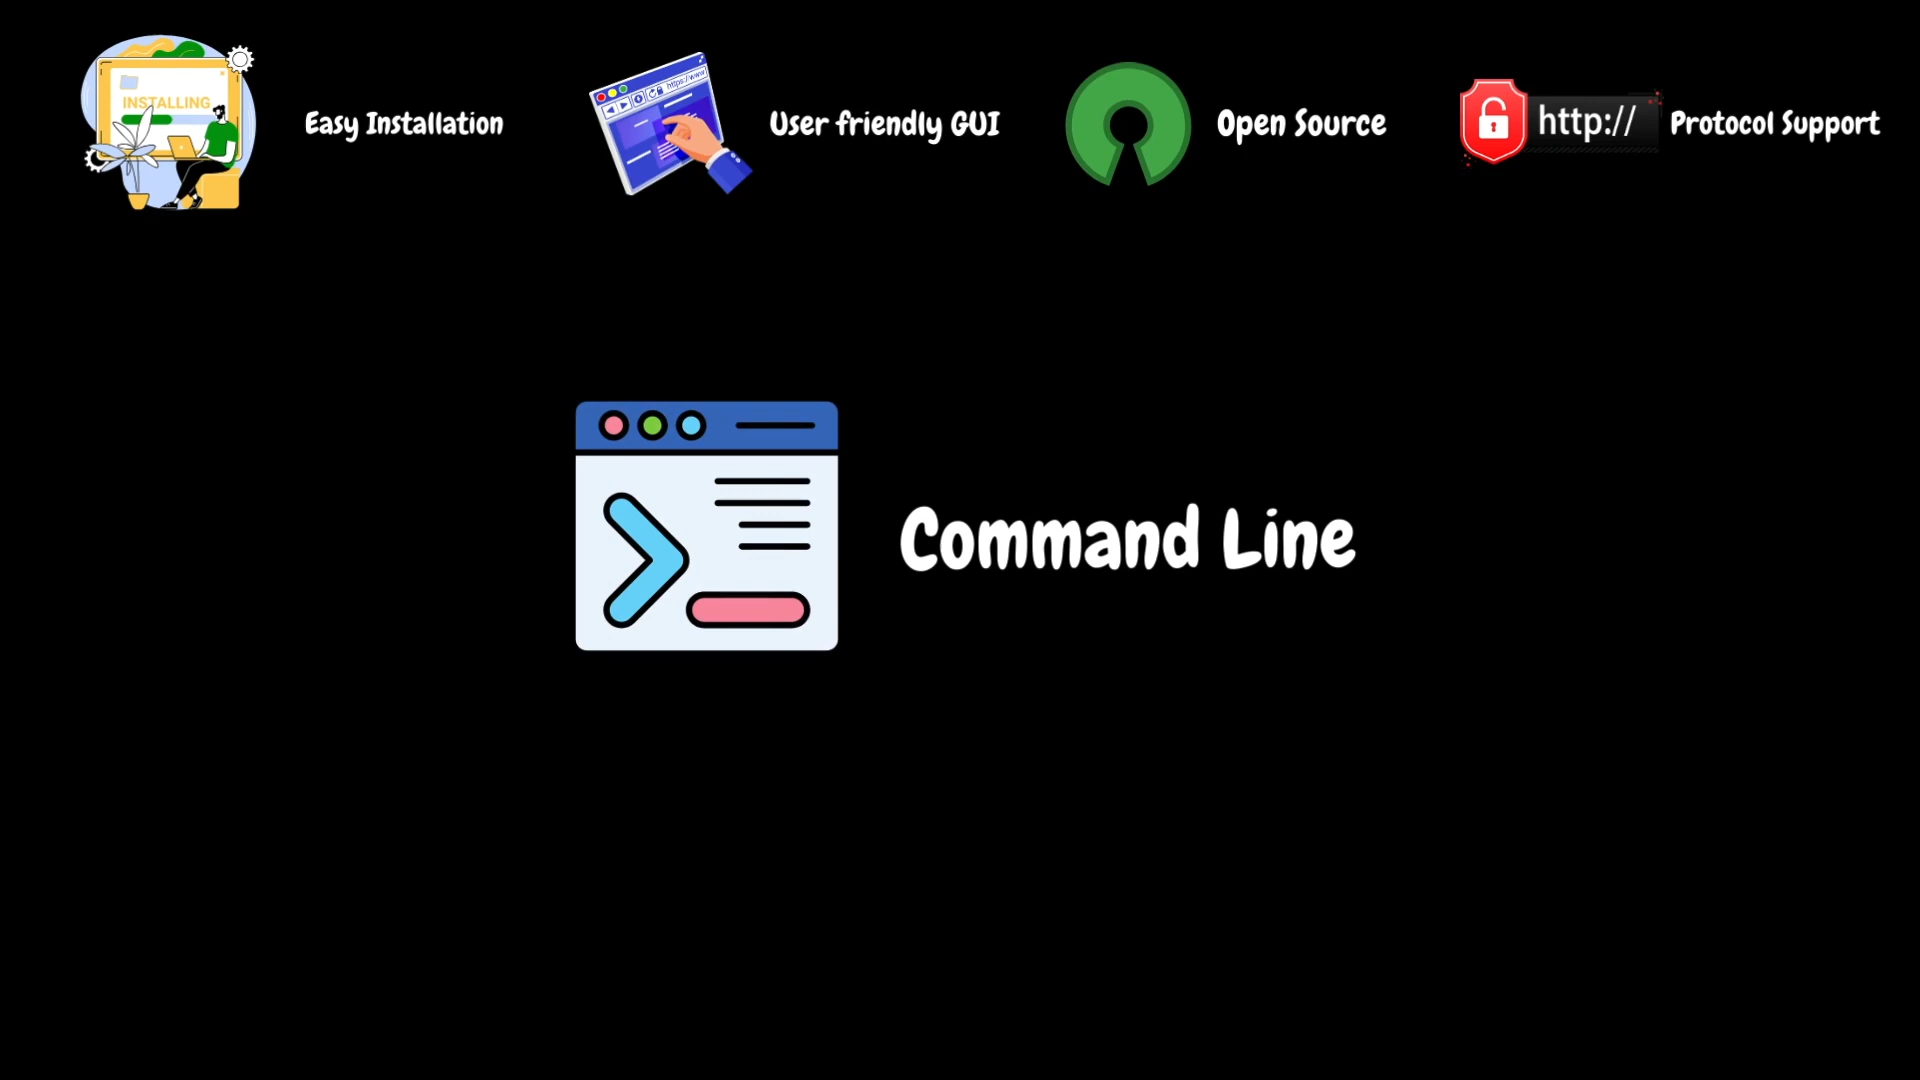 INSTALLING
Easy Installation
https://www
User friendly GUI
Open Source
http://
Protocol Support
Command Line